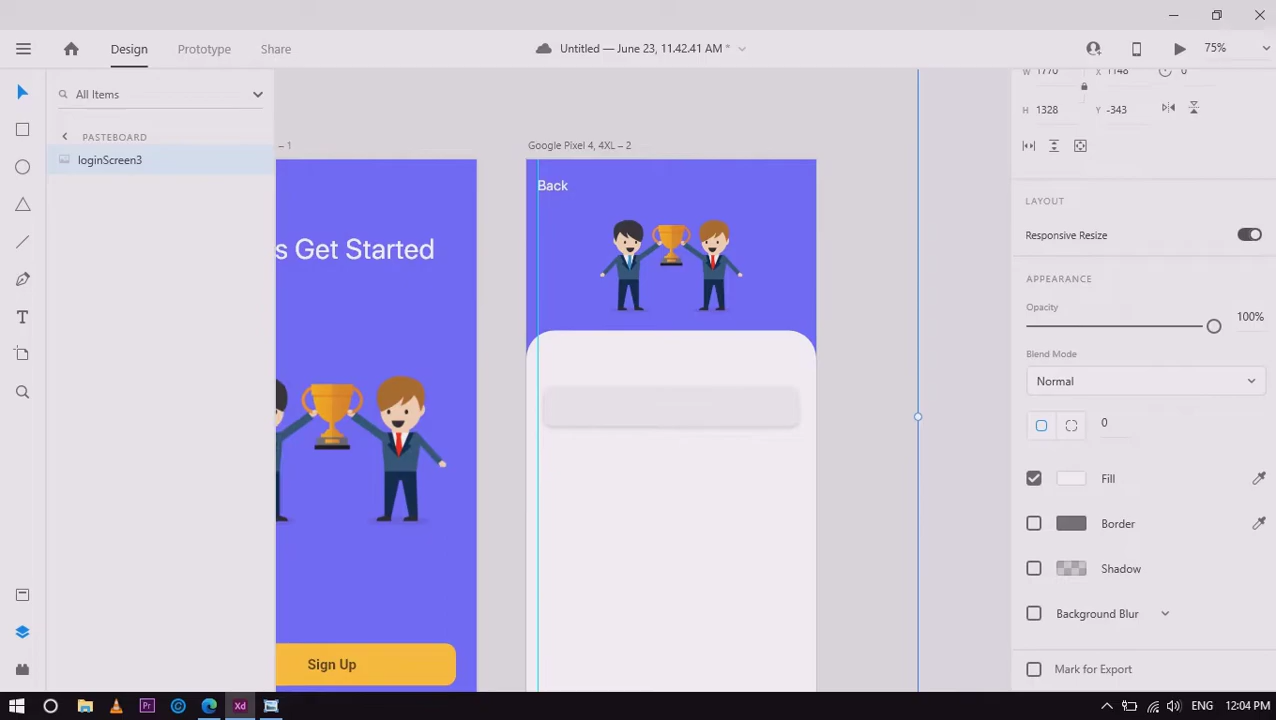 Design
Prototype
Share
Untitled — June 23, 11.42.41 AM *
75%
All Items
PASTEBOARD
loginScreen3
– 1
s Get Started
Sign Up
Google Pixel 4, 4XL – 2
Back
W 1770 X 1148 0
H 1328 Y -343
LAYOUT
Responsive Resize
APPEARANCE
Opacity
100%
Blend Mode
Normal
0
Fill
Border
Shadow
Background Blur
Mark for Export
Pr
Xd
ENG
12:04 PM